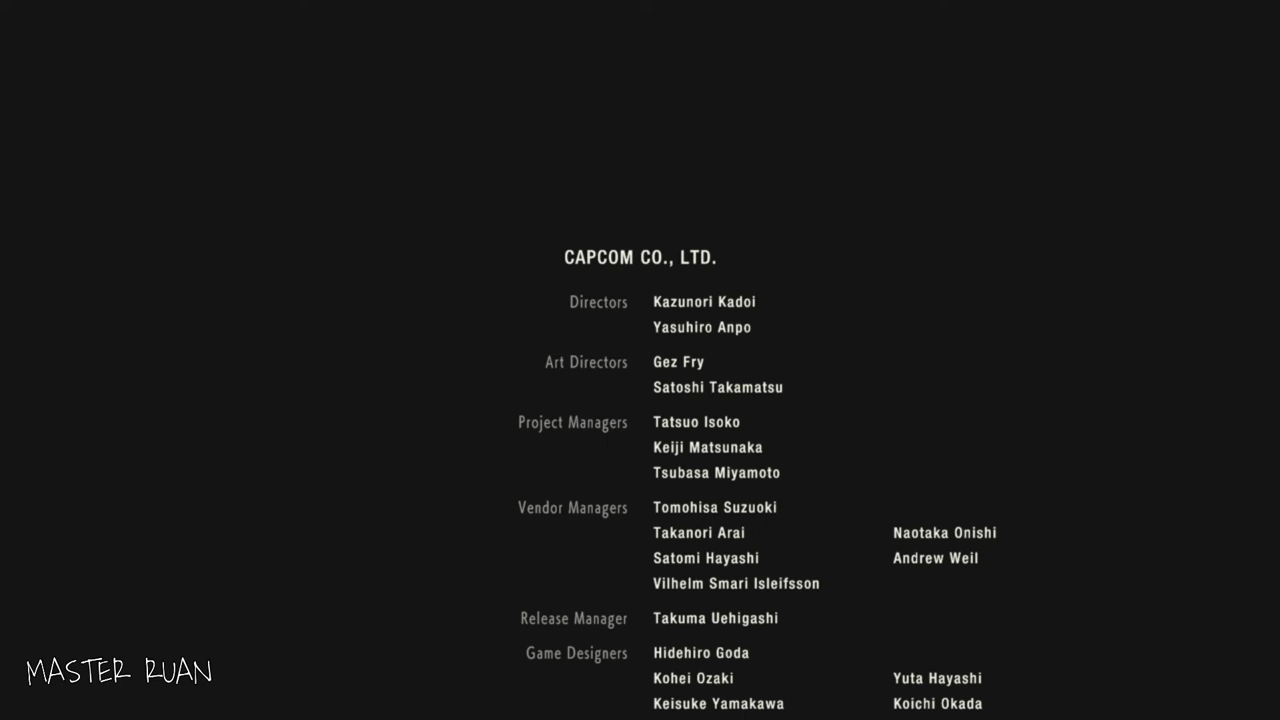 CAPCOM CO., LTD.
Directors Kazunori Kadoi
Yasuhiro Anpo
Art Directors Gez Fry
Satoshi Takamatsu
Project Managers Tatsuo Isoko
Keiji Matsunaka
Tsubasa Miyamoto
Vendor Managers Tomohisa Suzuoki
Takanori Arai Naotaka Onishi
Satomi Hayashi Andrew Weil
Vilhelm Smari Isleifsson
Release Manager Takuma Uehigashi
Game Designers Hidehiro Goda
Kohei Ozaki Yuta Hayashi
Keisuke Yamakawa Koichi Okada
MASTER RUAN